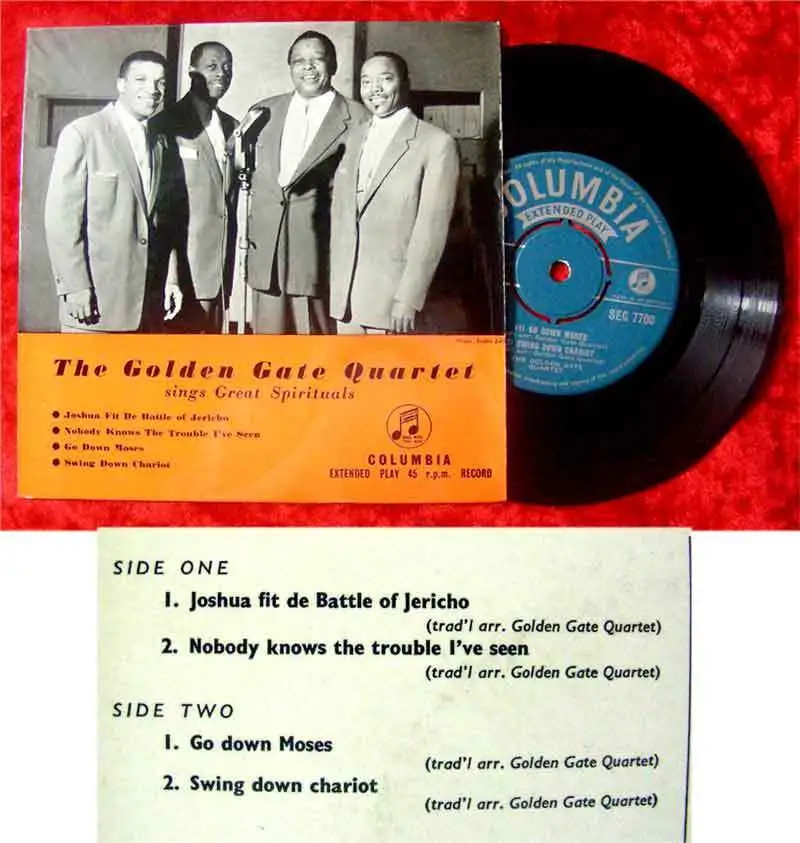 The Golden Gate Quartet
sings Great Spirituals
● Joshua Fit De Battle of Jericho
● Nobody Knows The Trouble I've Seen
● Go Down Moses
● Swing Down Chariot
COLUMBIA
EXTENDED PLAY 45 r.p.m. RECORD
COLUMBIA
EXTENDED PLAY
SEG 7700
GO DOWN MOSES
SWING DOWN CHARIOT
THE GOLDEN GATE
QUARTET
SIDE ONE
1. Joshua fit de Battle of Jericho
(trad'l arr. Golden Gate Quartet)
2. Nobody knows the trouble I've seen
(trad'l arr. Golden Gate Quartet)
SIDE TWO
1. Go down Moses
(trad'l arr. Golden Gate Quartet)
2. Swing down chariot
(trad'l arr. Golden Gate Quartet)